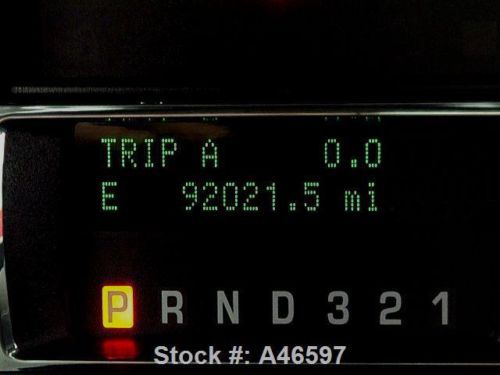 TRIP A 0.0
E 92021.5 mi
P R N D 3 2 1
Stock #: A46597